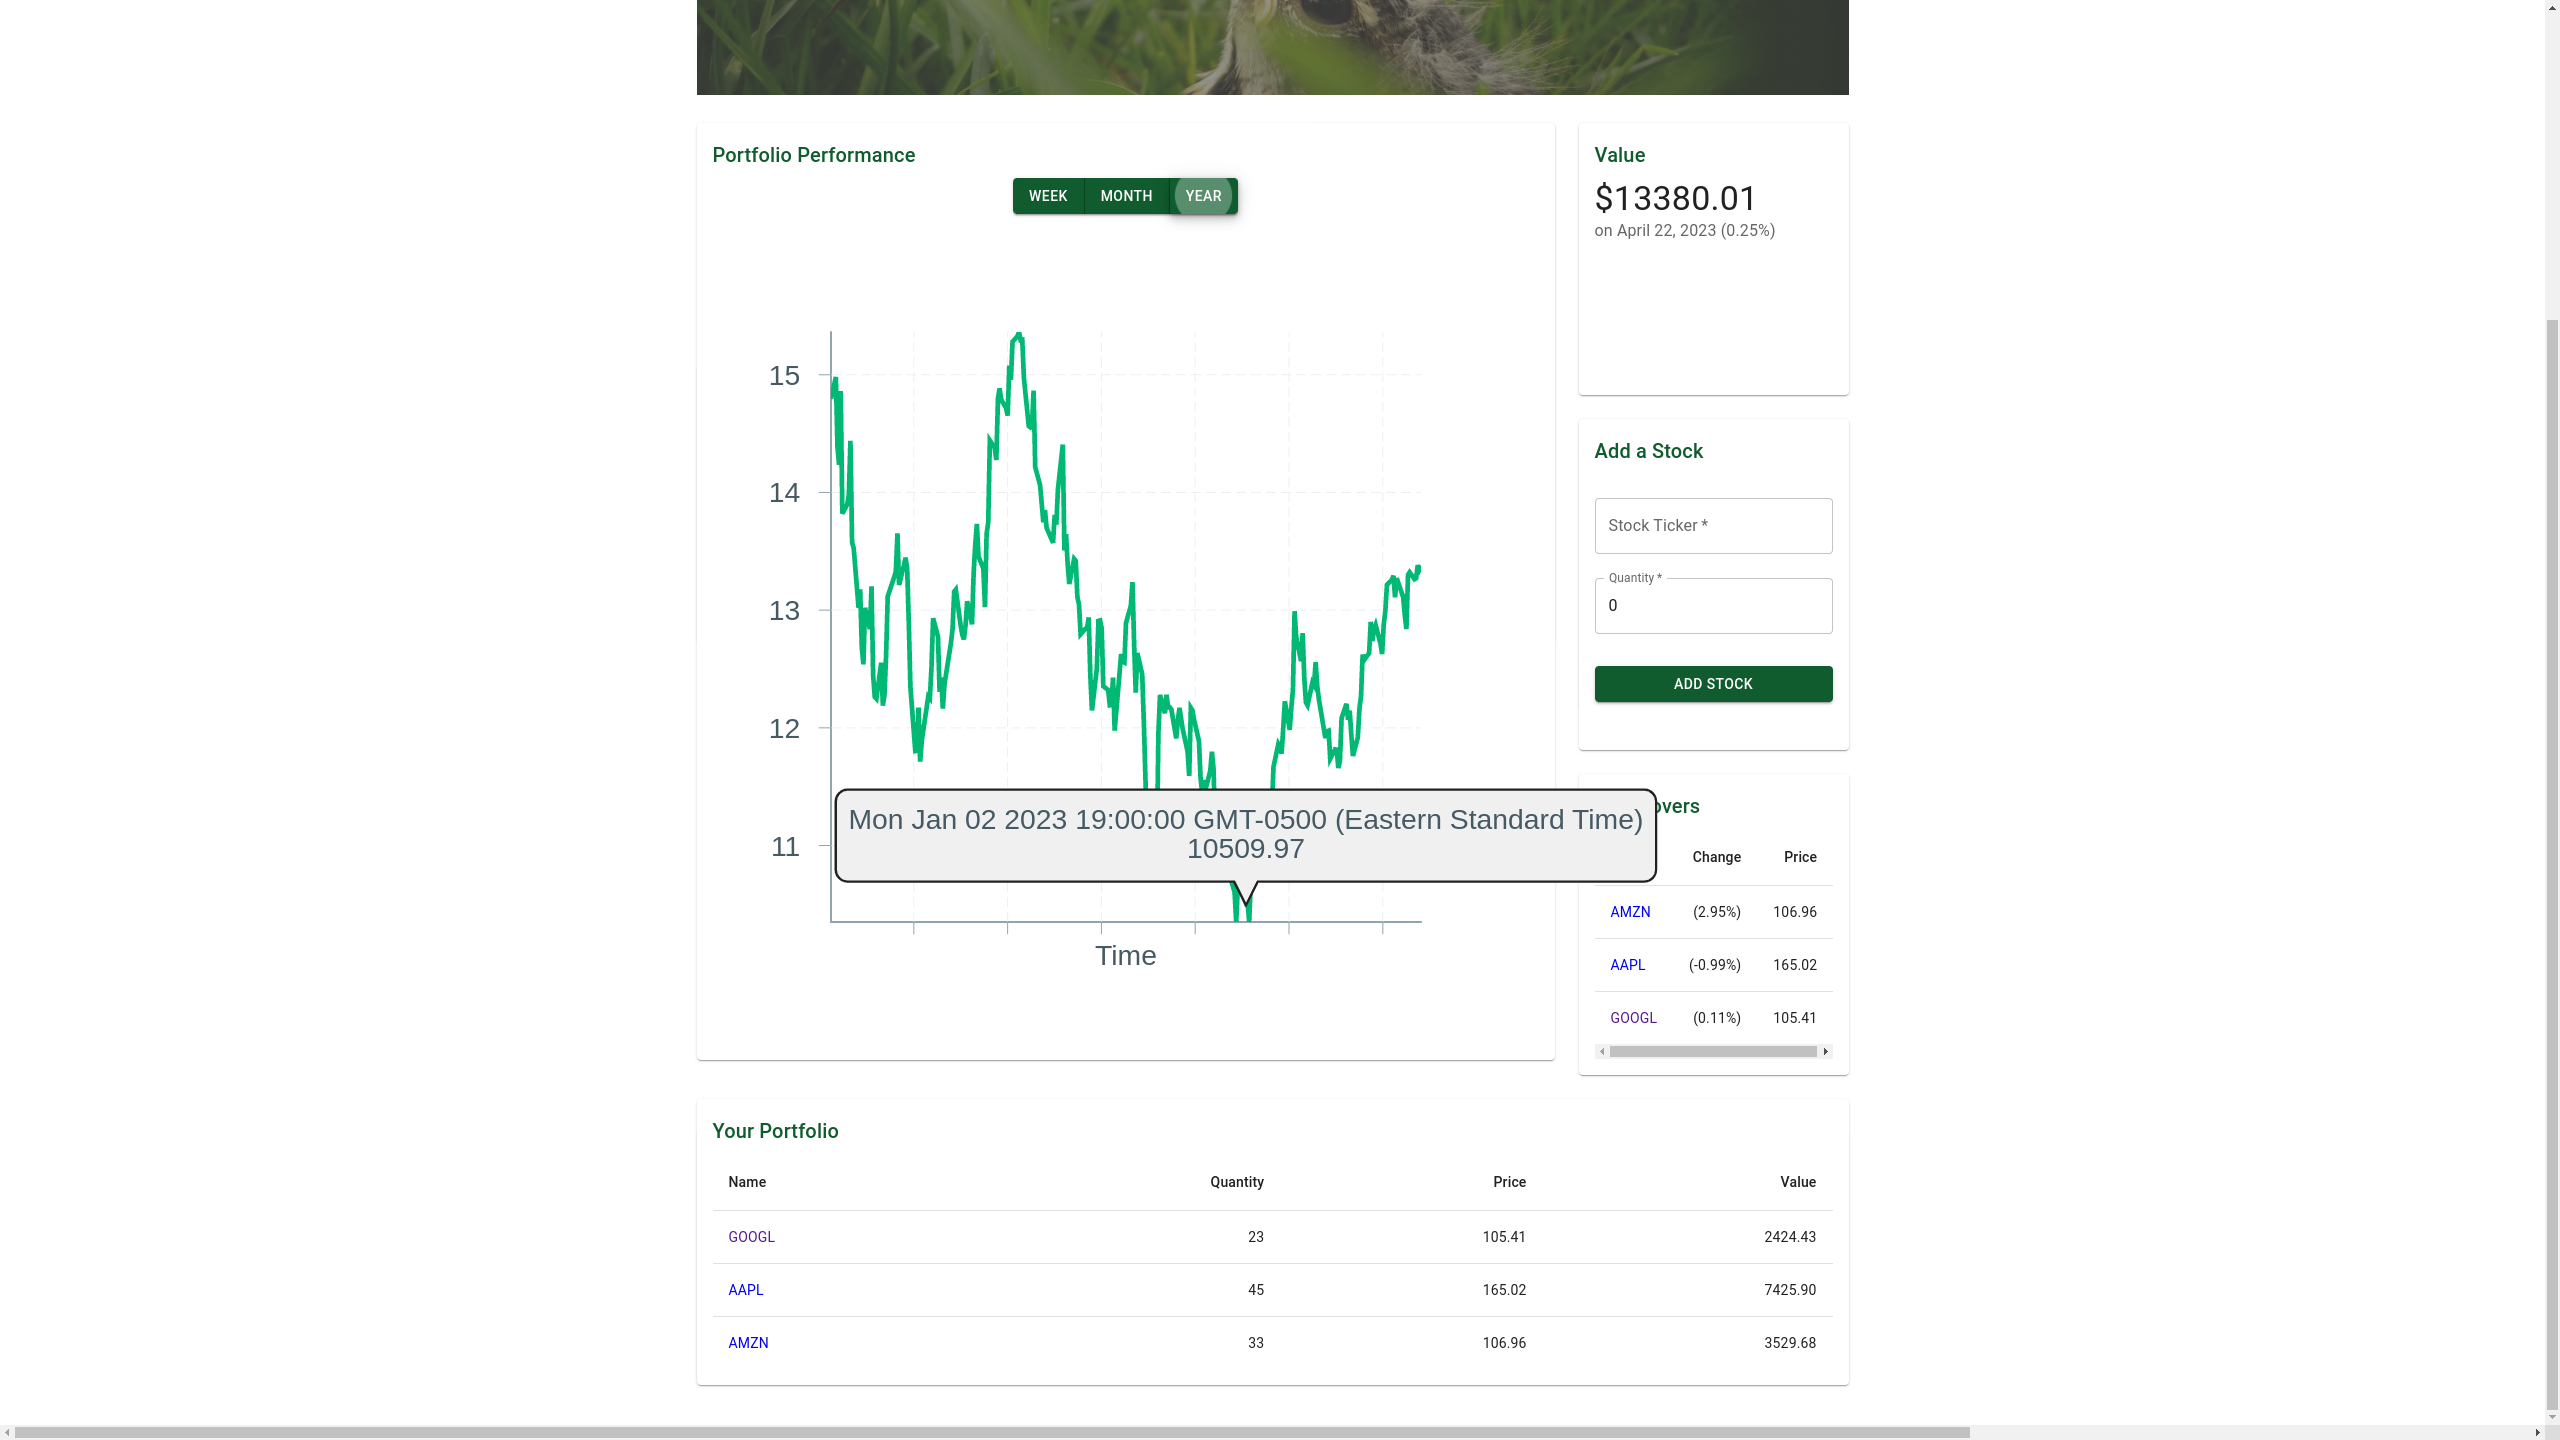 Portfolio Performance
WEEK MONTH YEAR
15
14
13
12
11
Mon Jan 02 2023 19:00:00 GMT-0500 (Eastern Standard Time)
10509.97
Time
Value
$13380.01
on April 22, 2023 (0.25%)
Add a Stock
Stock Ticker *
Quantity *
0
ADD STOCK
Change Price
AMZN (2.95%) 106.96
AAPL (-0.99%) 165.02
GOOGL (0.11%) 105.41
Your Portfolio
Name Quantity Price Value
GOOGL 23 105.41 2424.43
AAPL 45 165.02 7425.90
AMZN 33 106.96 3529.68